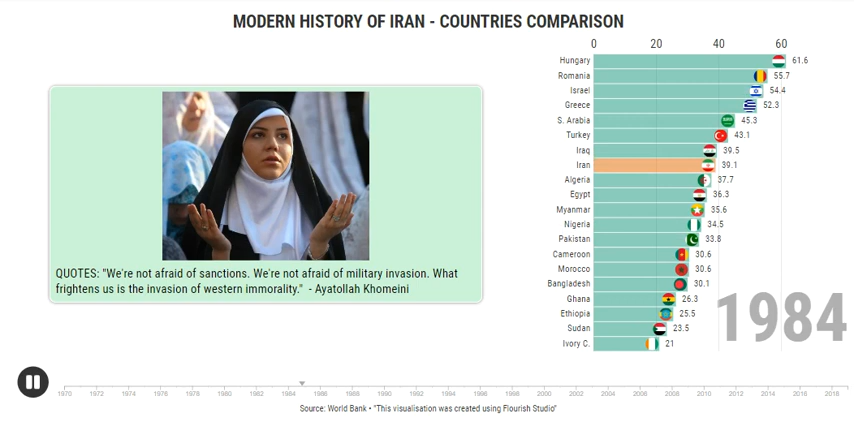 MODERN HISTORY OF IRAN - COUNTRIES COMPARISON
0 20 40 60
Hungary 61.6
Romania 55.7
Israel 54.4
Greece 52.3
S. Arabia 45.3
Turkey 43.1
Iraq 39.5
Iran 39.1
Algeria 37.7
Egypt 36.3
Myanmar 35.6
Nigeria 34.5
Pakistan 33.8
Cameroon 30.6
Morocco 30.6
Bangladesh 30.1
Ghana 26.3
Ethiopia 25.5
Sudan 23.5
Ivory C. 21
1984
QUOTES: "We're not afraid of sanctions. We're not afraid of military invasion. What
frightens us is the invasion of western immorality." - Ayatollah Khomeini
1970 1972 1974 1976 1978 1980 1982 1984 1986 1988 1990 1992 1994 1996 1998 2000 2002 2004 2006 2008 2010 2012 2014 2016 2018
Source: World Bank • "This visualisation was created using Flourish Studio"